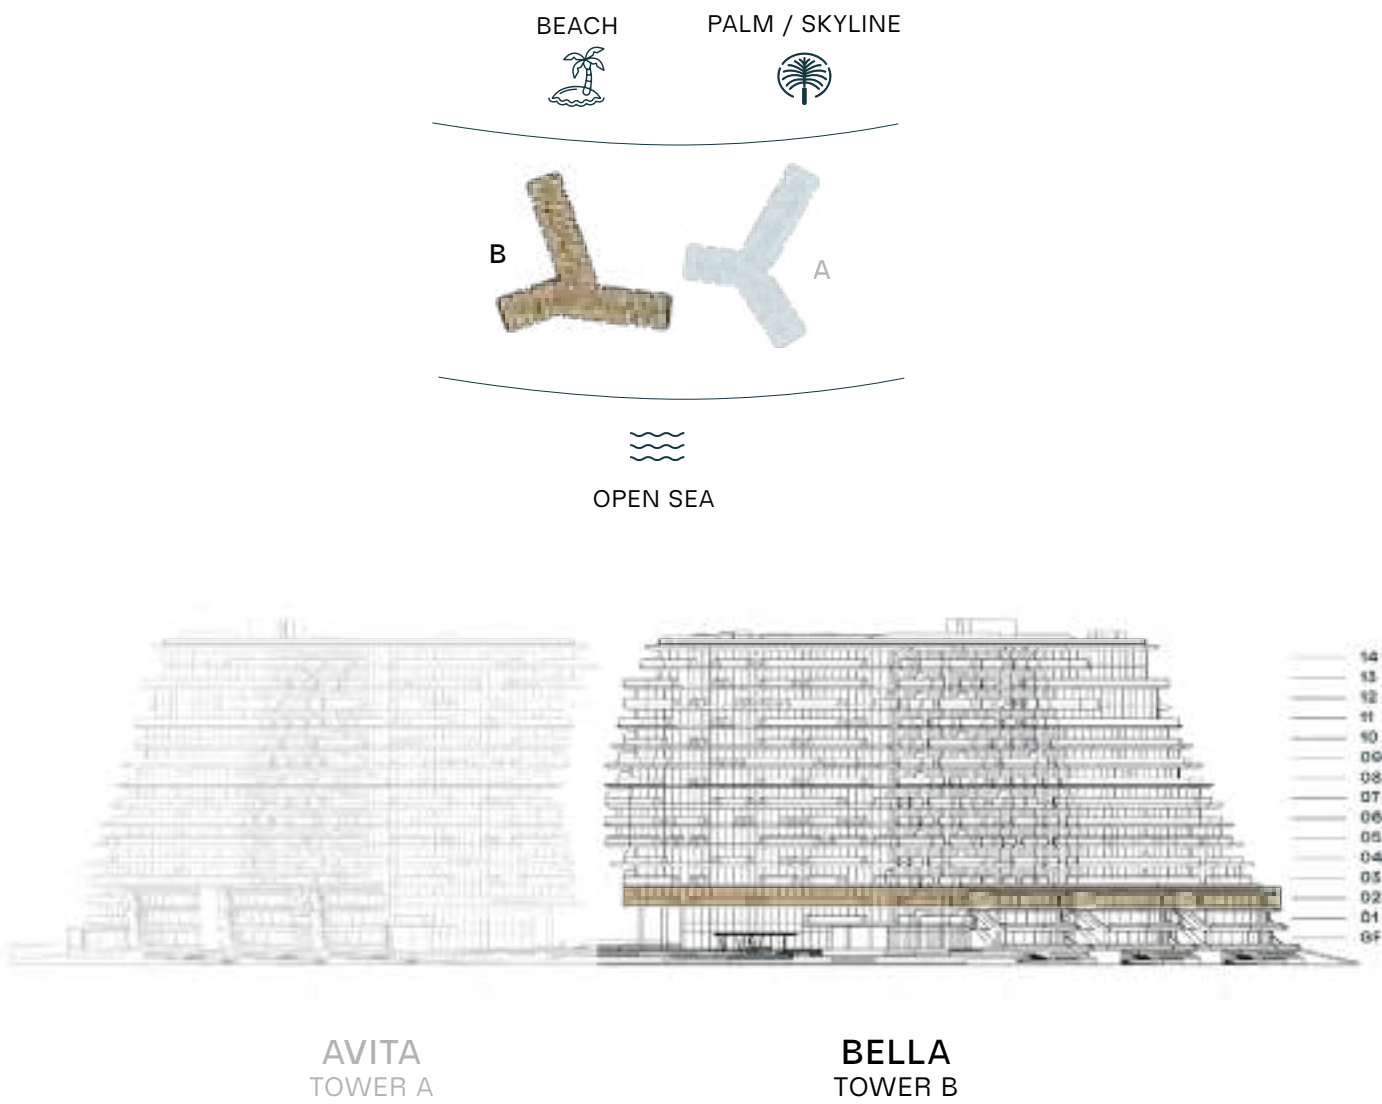 BEACH
PALM / SKYLINE
B
A
OPEN SEA
14
13
12
11
10
09
08
07
06
05
04
03
02
01
GF
AVITA
TOWER A
BELLA
TOWER B